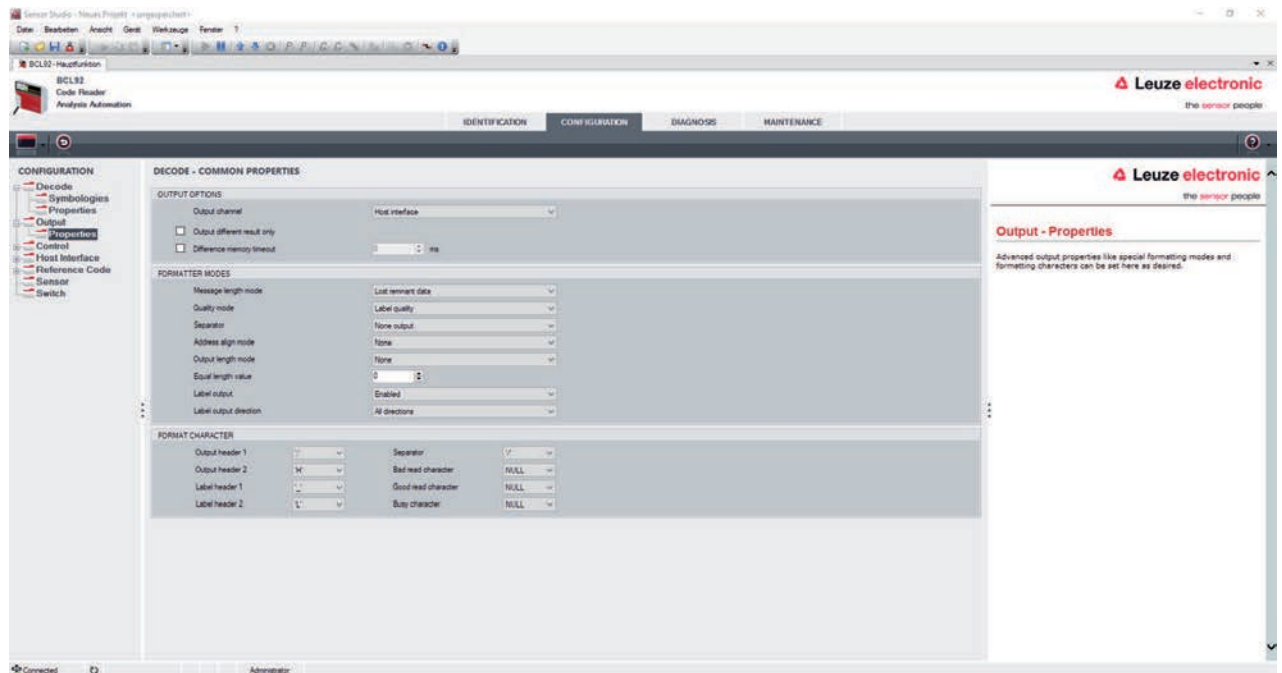 Sensor Studio - Neues Projekt <ungespeichert>
Datei Bearbeiten Ansicht Gerät Werkzeuge Fenster ?
BCL92-Hauptfunktion
BCL92
Code Reader
Analysis Automation
Leuze electronic
the sensor people
IDENTIFICATION CONFIGURATION DIAGNOSIS MAINTENANCE
CONFIGURATION
Decode
Symbologies
Properties
Output
Properties
Control
Host Interface
Reference Code
Sensor
Switch
DECODE - COMMON PROPERTIES
OUTPUT OPTIONS
Output channel Host interface
Output different result only
Difference memory timeout 0 ms
FORMATTER MODES
Message length mode Lost remnant data
Quality mode Label quality
Separator None output
Address align mode None
Output length mode None
Equal length value 0
Label output Enabled
Label output direction All directions
FORMAT CHARACTER
Output header 1 Separator
Output header 2 'H' Bad read character NULL
Label header 1 Good read character NULL
Label header 2 'L' Busy character NULL
Leuze electronic
the sensor people
Output - Properties
Advanced output properties like special formatting modes and
formatting characters can be set here as desired.
Connected Administrator